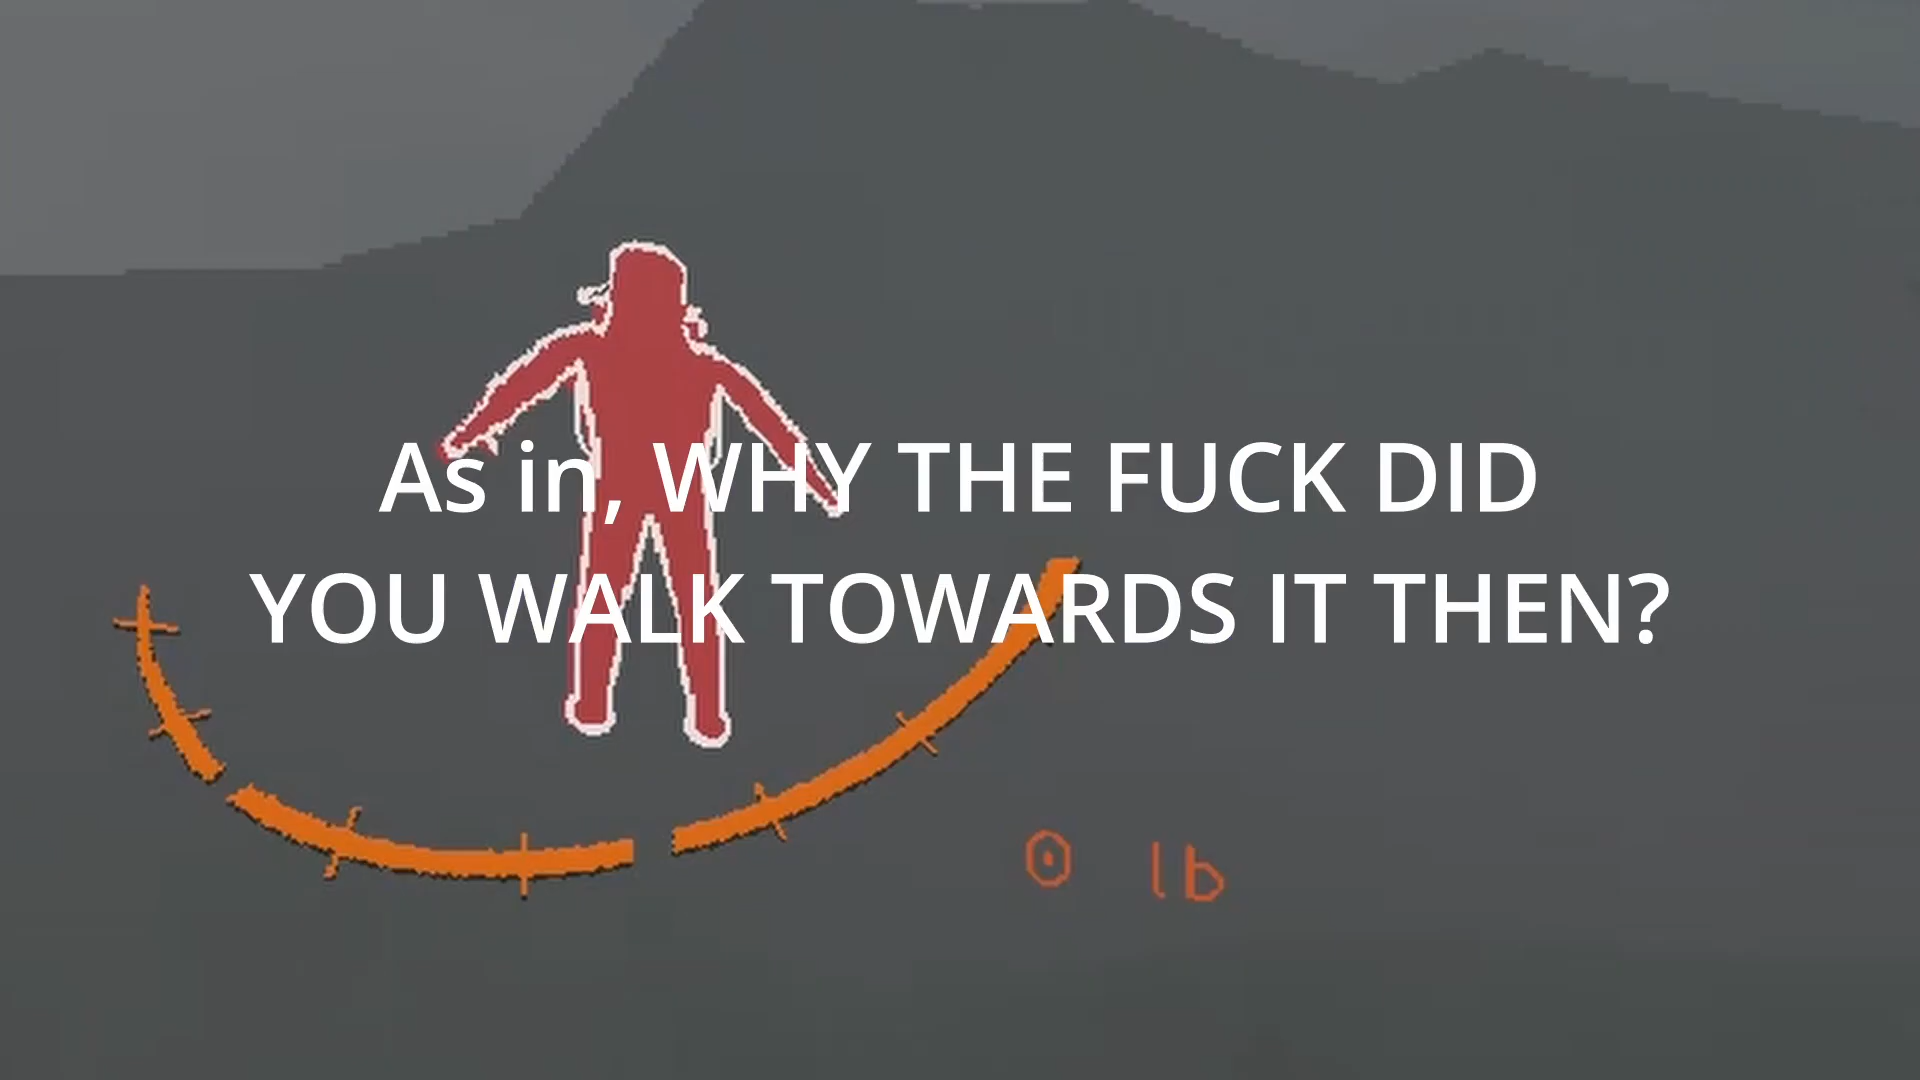 As in, WHY THE FUCK DID
YOU WALK TOWARDS IT THEN?
0 lb